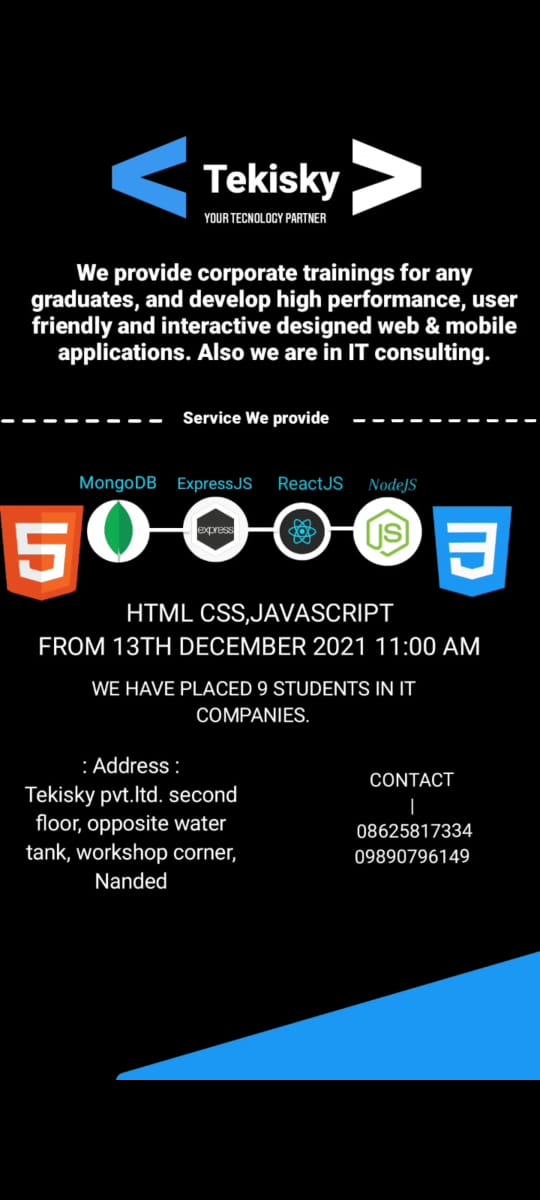 Tekisky
YOUR TECNOLOGY PARTNER
We provide corporate trainings for any
graduates, and develop high performance, user
friendly and interactive designed web & mobile
applications. Also we are in IT consulting.
Service We provide
MongoDB ExpressJS ReactJS NodeJS
5 express JS 3
HTML CSS,JAVASCRIPT
FROM 13TH DECEMBER 2021 11:00 AM
WE HAVE PLACED 9 STUDENTS IN IT
COMPANIES.
: Address :
Tekisky pvt.ltd. second
floor, opposite water
tank, workshop corner,
Nanded
CONTACT
|
08625817334
09890796149